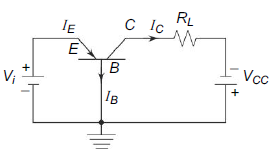 I_E
C
I_C
R_L
E
B
+
V_i
-
I_B
-
V_CC
+